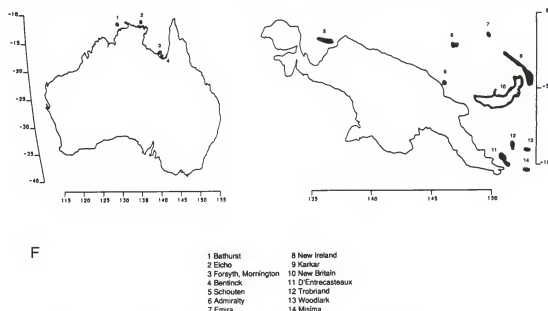 -10
-15
-20
-25
-30
-35
-40
1
2
3
4
115 120 125 130 135 140 145 150 155
5
6
6
7
8
10
11
12
13
14
135 140 145 150
F
1 Bathurst
2 Elcho
3 Forsyth, Mornington
4 Bentinck
5 Schouten
6 Admiralty
7 Emira
8 New Ireland
9 Karkar
10 New Britain
11 D'Entrecasteaux
12 Trobriand
13 Woodlark
14 Misima